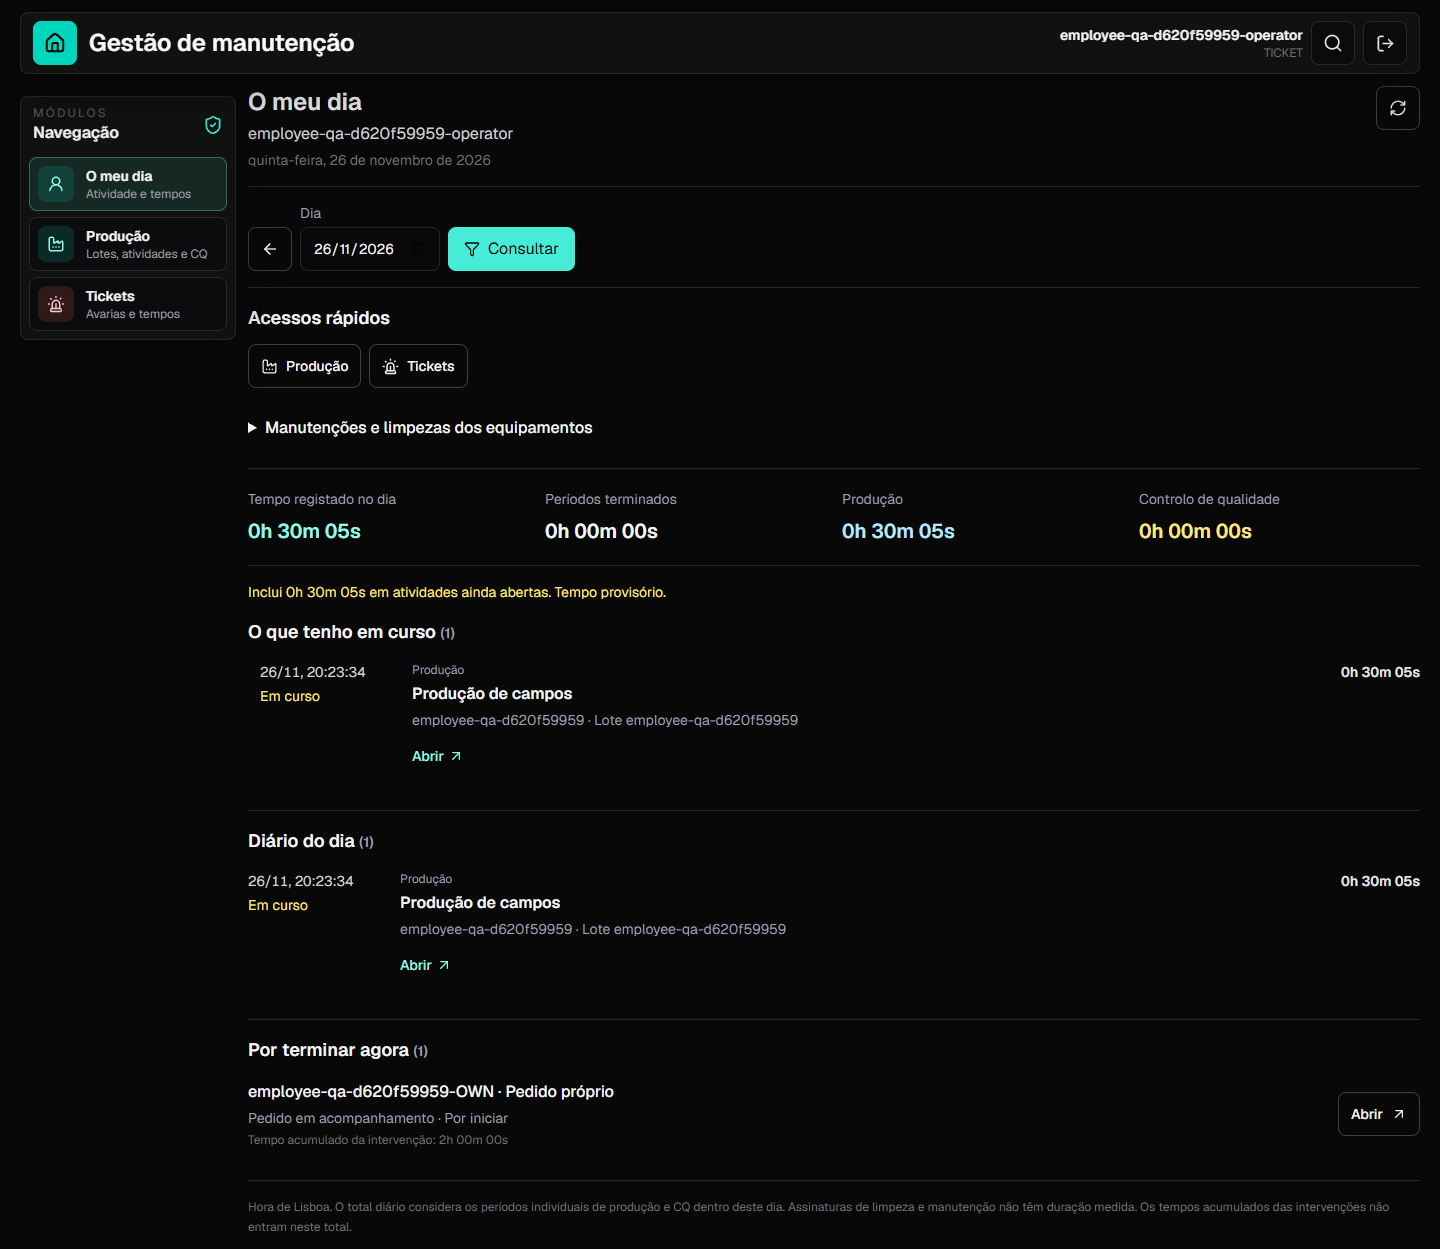 Gestão de manutenção
employee-qa-d620f59959-operator
TICKET
MÓDULOS
Navegação
O meu dia
Atividade e tempos
Produção
Lotes, atividades e CQ
Tickets
Avarias e tempos
O meu dia
employee-qa-d620f59959-operator
quinta-feira, 26 de novembro de 2026
Dia
26/11/2026
Consultar
Acessos rápidos
Produção
Tickets
Manutenções e limpezas dos equipamentos
Tempo registado no dia
0h 30m 05s
Períodos terminados
0h 00m 00s
Produção
0h 30m 05s
Controlo de qualidade
0h 00m 00s
Inclui 0h 30m 05s em atividades ainda abertas. Tempo provisório.
O que tenho em curso (1)
26/11, 20:23:34
Em curso
Produção
Produção de campos
employee-qa-d620f59959 · Lote employee-qa-d620f59959
Abrir
0h 30m 05s
Diário do dia (1)
26/11, 20:23:34
Em curso
Produção
Produção de campos
employee-qa-d620f59959 · Lote employee-qa-d620f59959
Abrir
0h 30m 05s
Por terminar agora (1)
employee-qa-d620f59959-OWN · Pedido próprio
Pedido em acompanhamento · Por iniciar
Tempo acumulado da intervenção: 2h 00m 00s
Abrir
Hora de Lisboa. O total diário considera os períodos individuais de produção e CQ dentro deste dia. Assinaturas de limpeza e manutenção não têm duração medida. Os tempos acumulados das intervenções não
entram neste total.